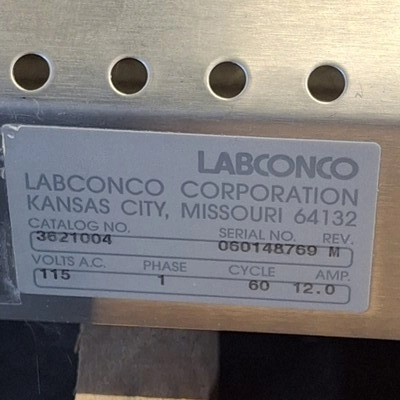 LABCONCO
LABCONCO CORPORATION
KANSAS CITY, MISSOURI 64132
CATALOG NO. SERIAL NO. REV.
3621004 060148769 M
VOLTS A.C. PHASE CYCLE AMP.
115 1 60 12.0